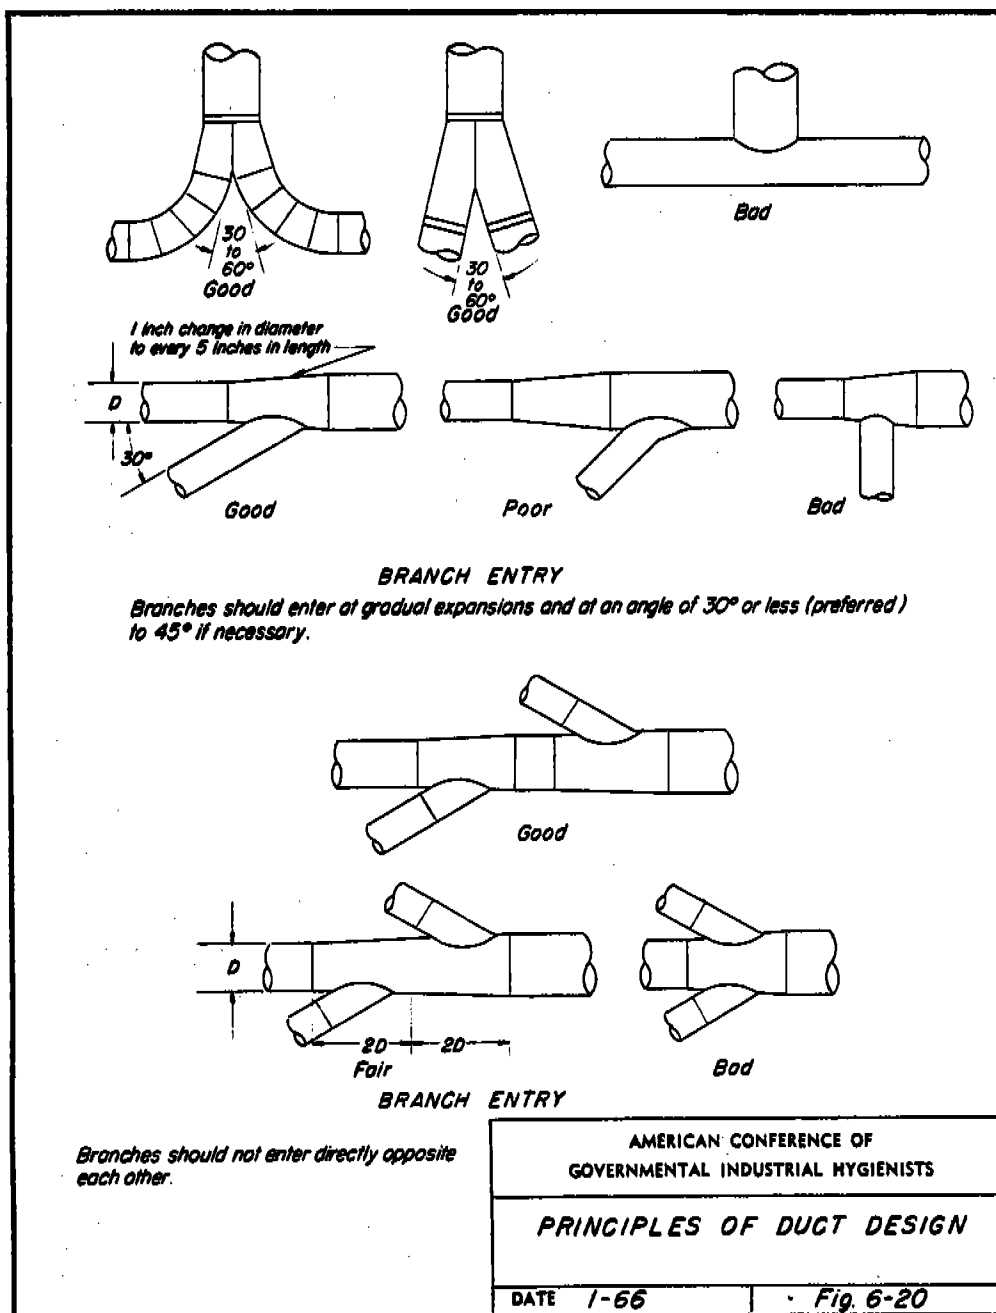 30
to
60°
Good
30
to
60°
Good
Bad
1 inch change in diameter
to every 5 inches in length
D
30°
Good
Poor
Bad
BRANCH ENTRY
Branches should enter at gradual expansions and at an angle of 30° or less (preferred)
to 45° if necessary.
Good
D
2D
2D
Fair
Bad
BRANCH ENTRY
Branches should not enter directly opposite
each other.
AMERICAN CONFERENCE OF
GOVERNMENTAL INDUSTRIAL HYGIENISTS
PRINCIPLES OF DUCT DESIGN
DATE 1-66
Fig. 6-20